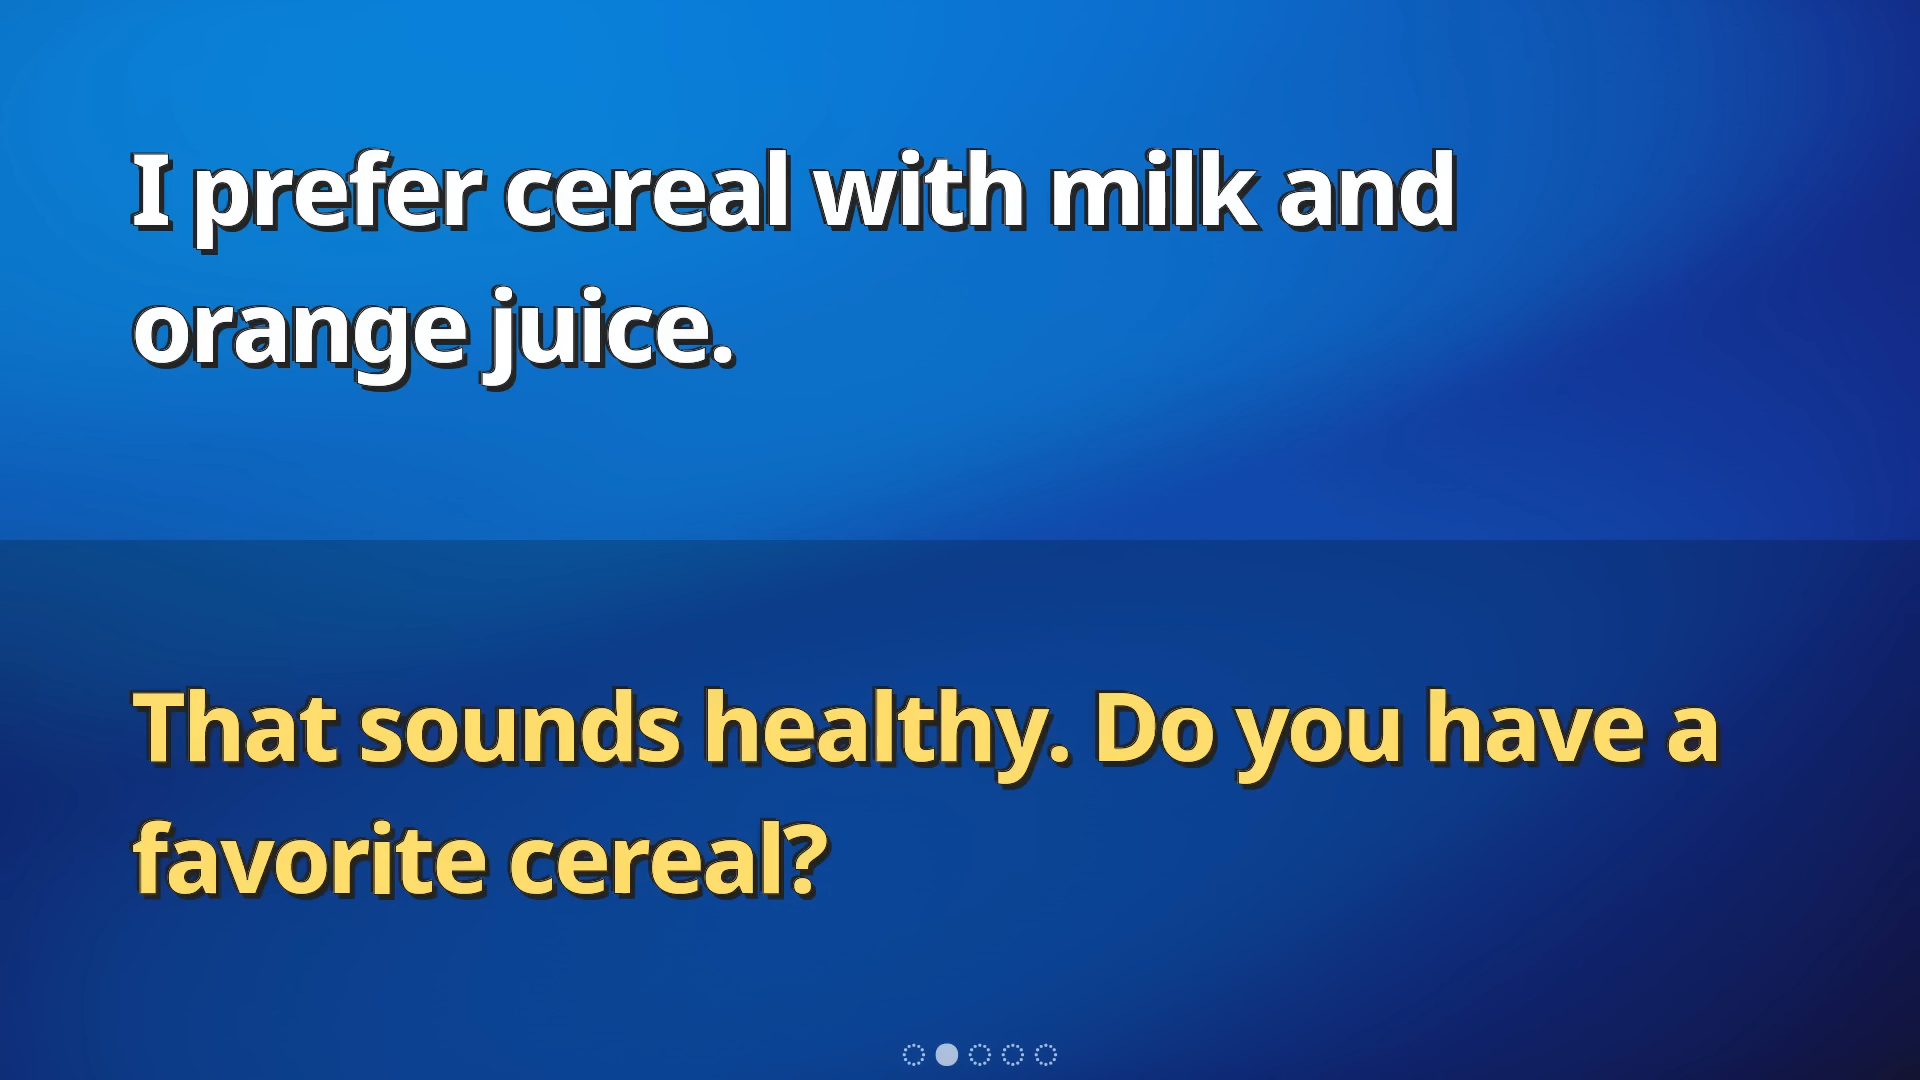 I prefer cereal with milk and
orange juice.
That sounds healthy. Do you have a
favorite cereal?